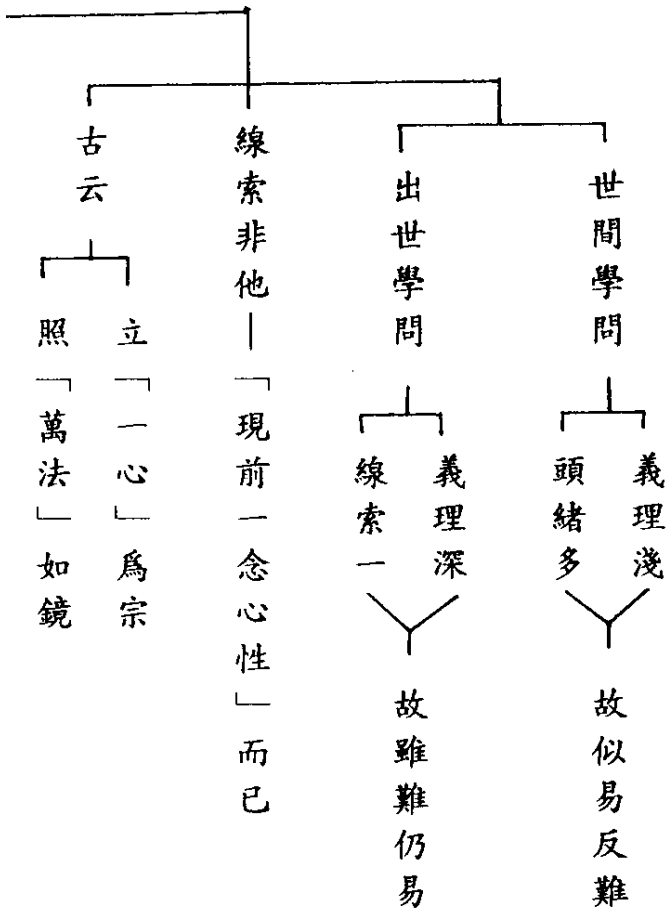 世間學問
義理淺
頭緒多
故似易反難
出世學問
義理深
線索一
故雖難仍易
線索非他—「現前一念心性」而已
古云
立「一心」爲宗
照「萬法」如鏡